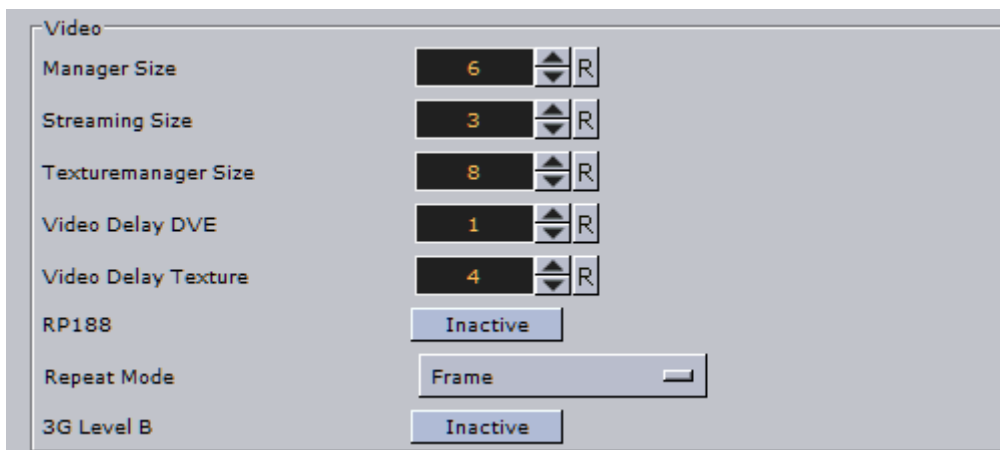 Video
Manager Size 6 R
Streaming Size 3 R
Texturemanager Size 8 R
Video Delay DVE 1 R
Video Delay Texture 4 R
RP188 Inactive
Repeat Mode Frame
3G Level B Inactive